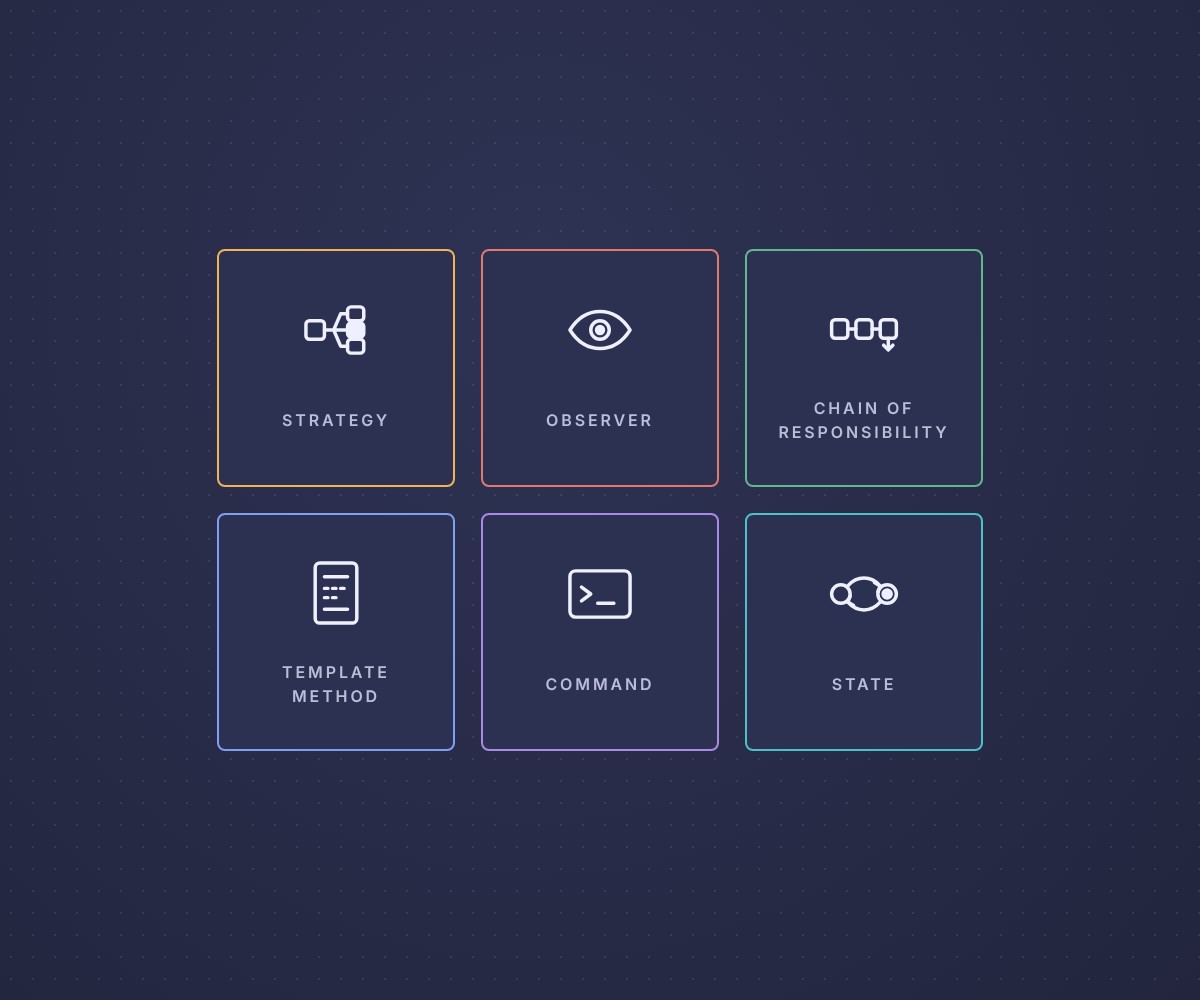 STRATEGY
OBSERVER
CHAIN OF
RESPONSIBILITY
TEMPLATE
METHOD
COMMAND
STATE